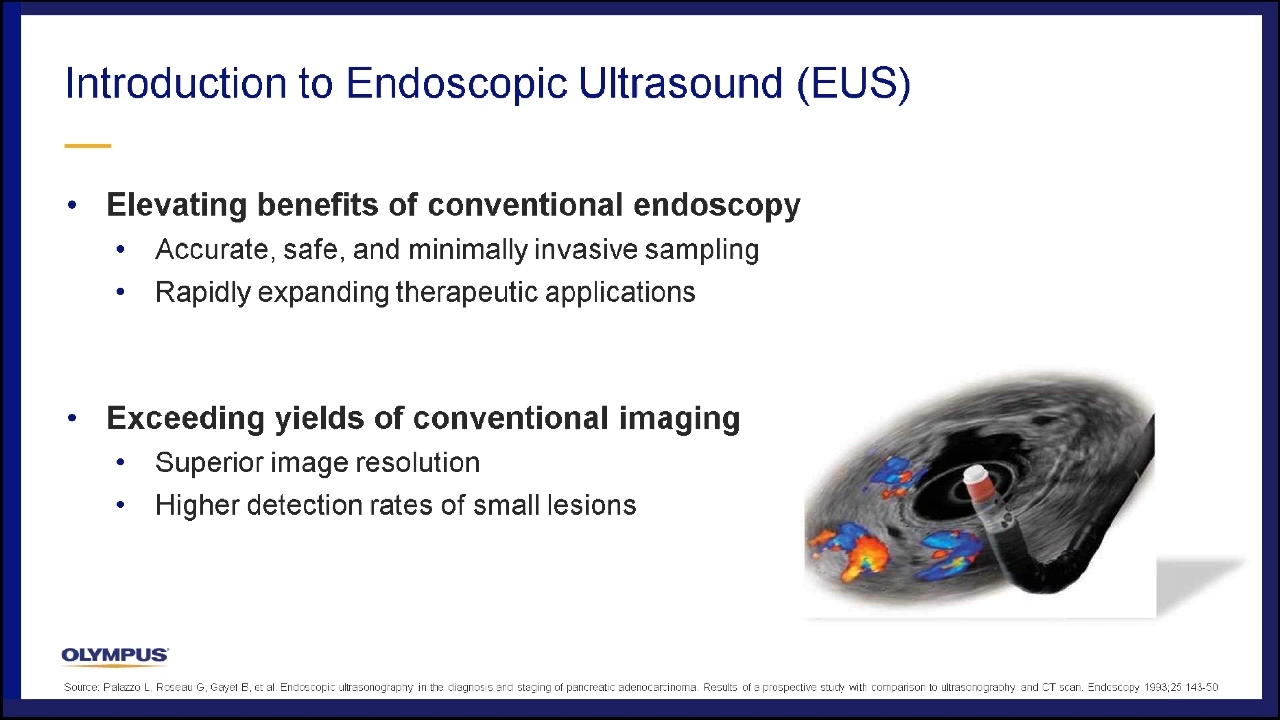 Introduction to Endoscopic Ultrasound (EUS)
• Elevating benefits of conventional endoscopy
• Accurate, safe, and minimally invasive sampling
• Rapidly expanding therapeutic applications
• Exceeding yields of conventional imaging
• Superior image resolution
• Higher detection rates of small lesions
OLYMPUS
Source: Palazzo L, Roseau G, Gayet B, et al. Endoscopic ultrasonography in the diagnosis and staging of pancreatic adenocarcinoma. Results of a prospective study with comparison to ultrasonography and CT scan. Endoscopy 1993;25:143-50